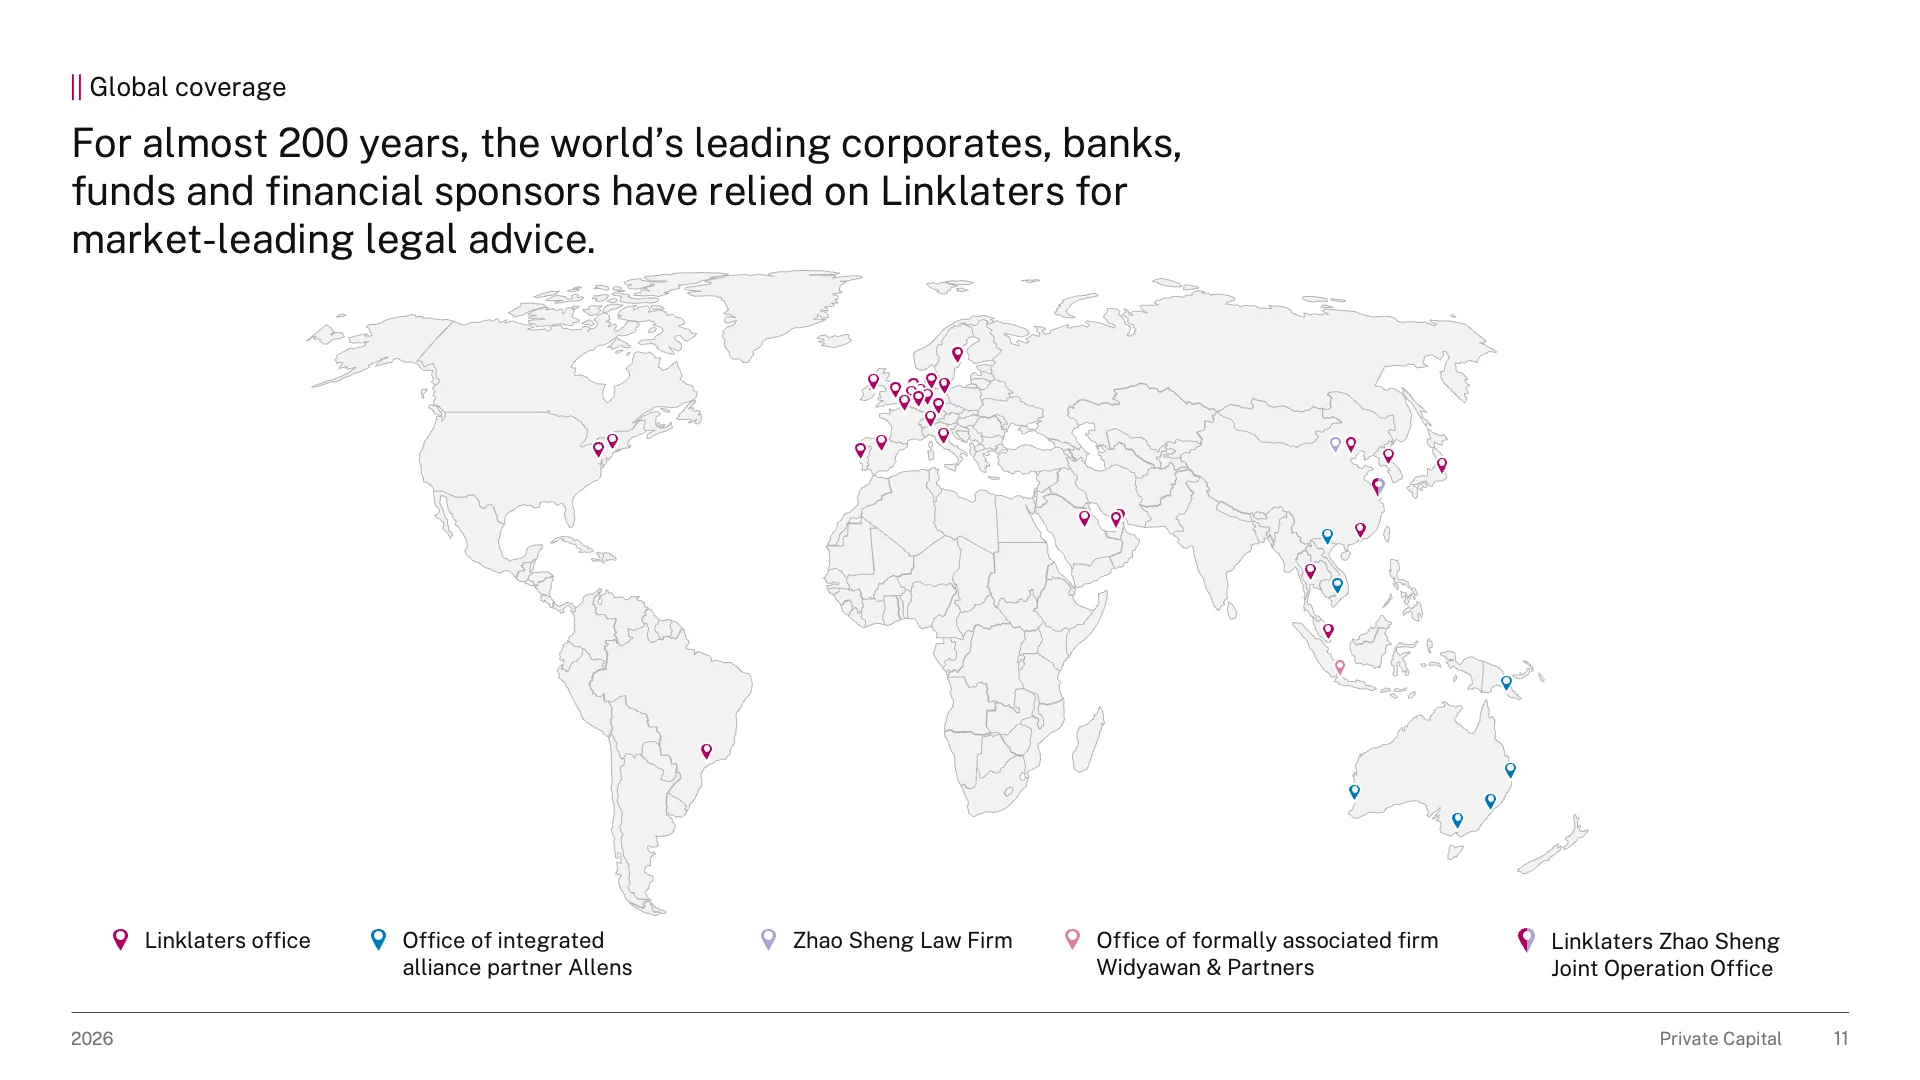 Global coverage
For almost 200 years, the world’s leading corporates, banks,
funds and financial sponsors have relied on Linklaters for
market-leading legal advice.
Linklaters office
Office of integrated
alliance partner Allens
Zhao Sheng Law Firm
Office of formally associated firm
Widyawan & Partners
Linklaters Zhao Sheng
Joint Operation Office
2026
Private Capital
11